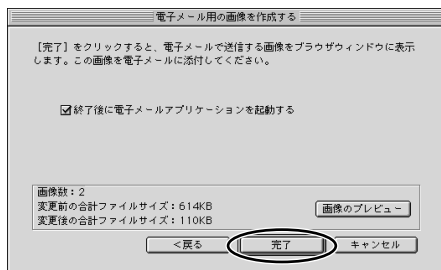 電子メール用の画像を作成する
［完了］をクリックすると、電子メールで送信する画像をブラウザウィンドウに表示
します。この画像を電子メールに添付してください。
終了後に電子メールアプリケーションを起動する
画像数：2
変更前の合計ファイルサイズ：614KB
変更後の合計ファイルサイズ：110KB
画像のプレビュー
<戻る
完了
キャンセル